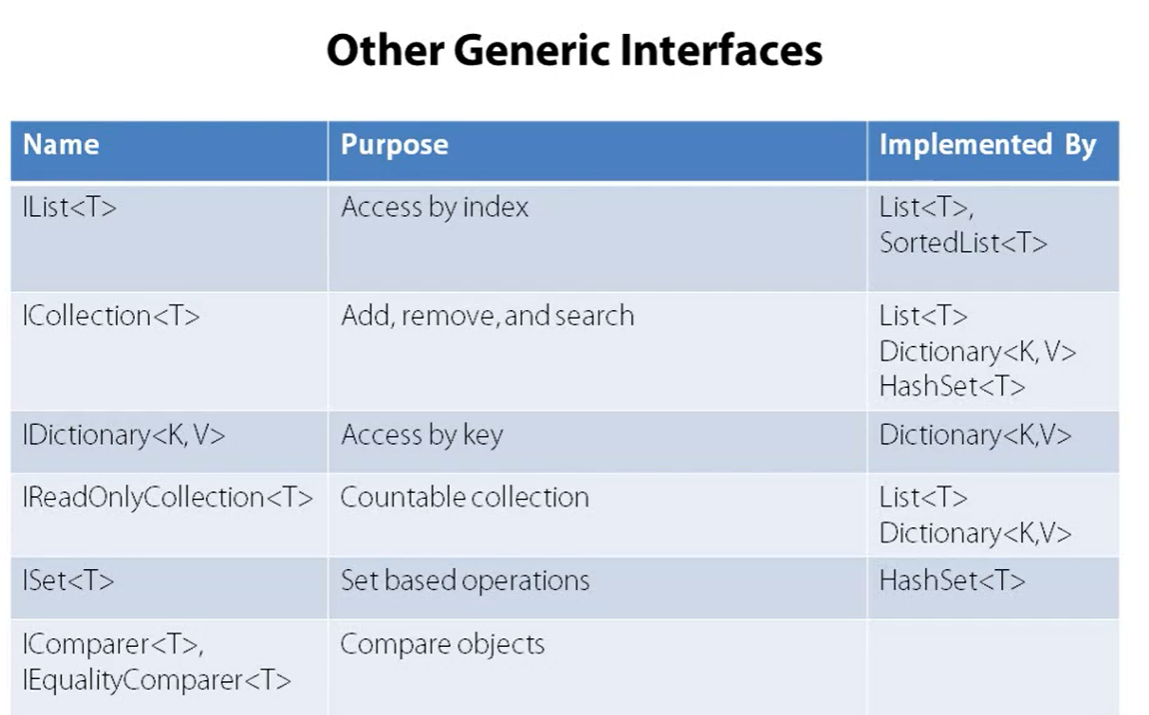 Other Generic Interfaces
Name Purpose Implemented By
IList<T> Access by index List<T>,
SortedList<T>
ICollection<T> Add, remove, and search List<T>
Dictionary<K, V>
HashSet<T>
IDictionary<K, V> Access by key Dictionary<K,V>
IReadOnlyCollection<T> Countable collection List<T>
Dictionary<K,V>
ISet<T> Set based operations HashSet<T>
IComparer<T>, Compare objects
IEqualityComparer<T>